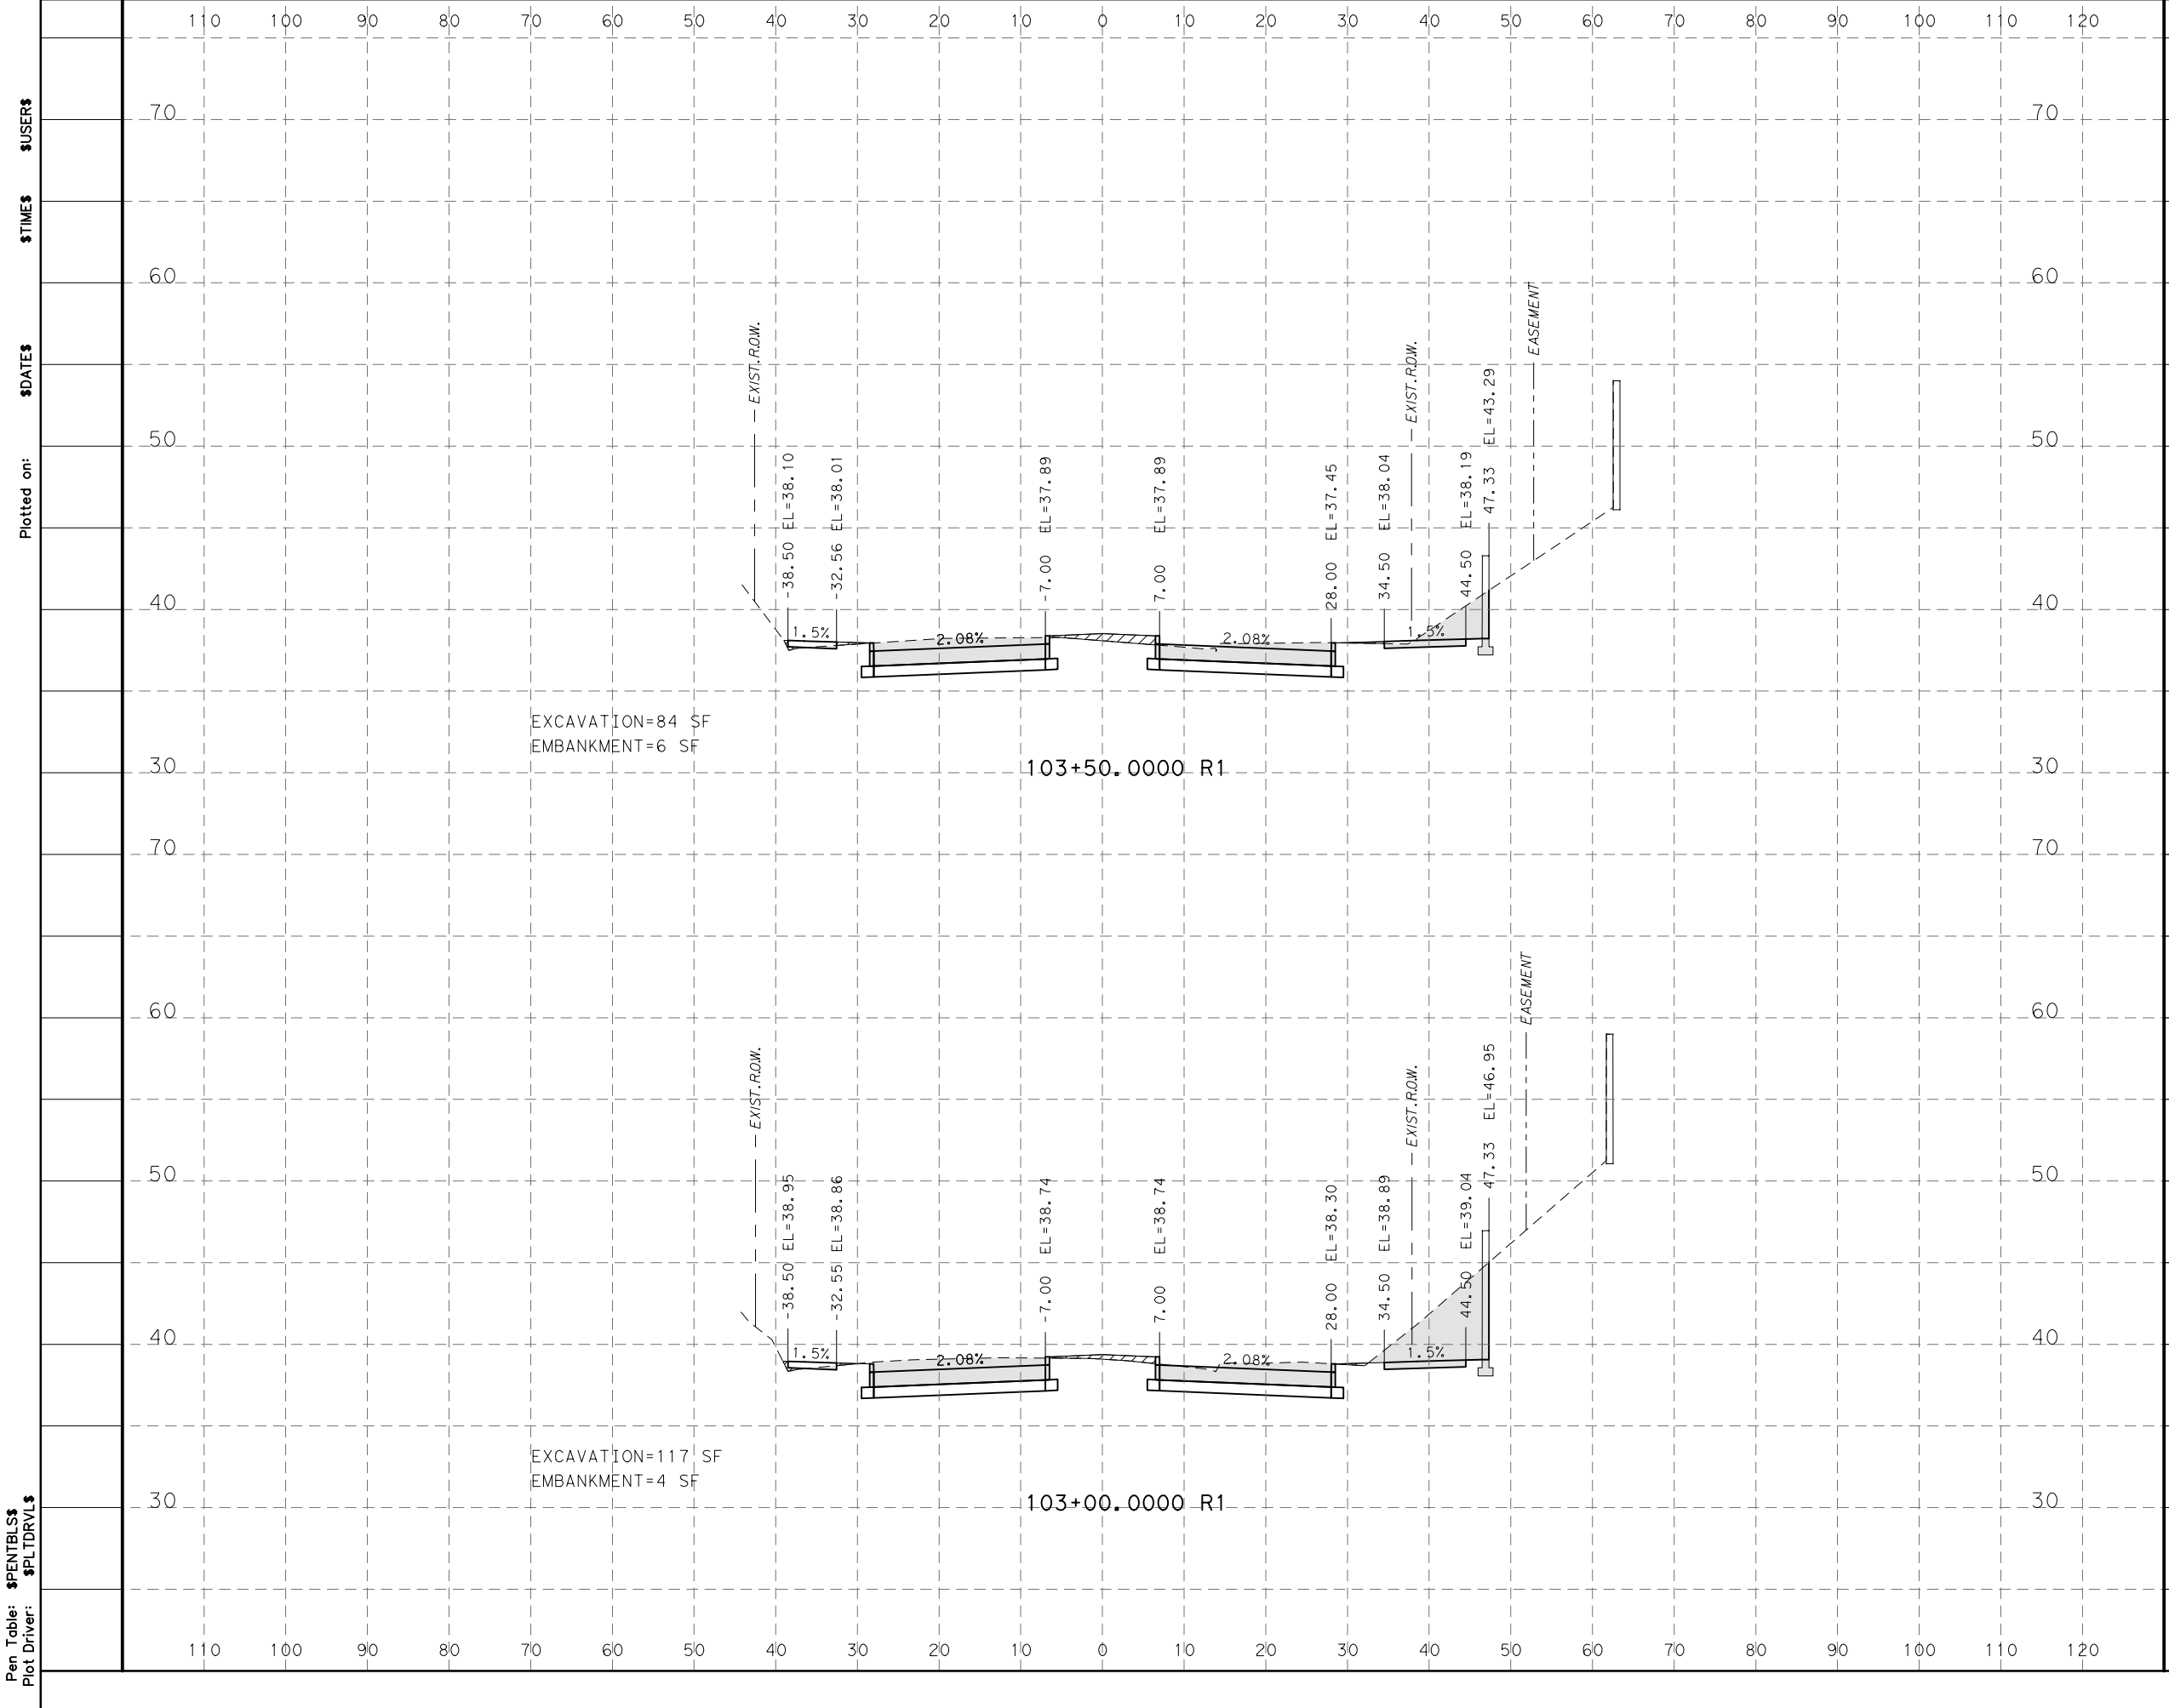 110 100 90 80 70 60 50 40 30 20 10 0 10 20 30 40 50 60 70 80 90 100 110 120
70 70
60 60
EXIST.R.O.W.
EXIST.R.O.W.
EASEMENT
50 50
-38.50 EL=38.10
-32.56 EL=38.01
-7.00 EL=37.89
7.00 EL=37.89
28.00 EL=37.45
34.50 EL=38.04
44.50 EL=38.19
47.33 EL=43.29
40 40
1.5% 2.08% 2.08% 1.5%
EXCAVATION=84 SF
EMBANKMENT=6 SF
30 30
103+50.0000 R1
70 70
60 60
EXIST.R.O.W.
EXIST.R.O.W.
EASEMENT
50 50
-38.50 EL=38.95
-32.55 EL=38.86
-7.00 EL=38.74
7.00 EL=38.74
28.00 EL=38.30
34.50 EL=38.89
44.50 EL=39.04
47.33 EL=46.95
40 40
1.5% 2.08% 2.08% 1.5%
EXCAVATION=117 SF
EMBANKMENT=4 SF
30 30
103+00.0000 R1
110 100 90 80 70 60 50 40 30 20 10 0 10 20 30 40 50 60 70 80 90 100 110 120
Plotted on: $DATE$ $TIME$ $USER$
Pen Table: $PENTBLS$
Plot Driver: $PLTDRVL$